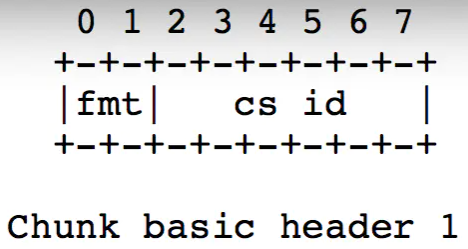 0 1 2 3 4 5 6 7
+-+-+-+-+-+-+-+-+
|fmt|   cs id   |
+-+-+-+-+-+-+-+-+
Chunk basic header 1